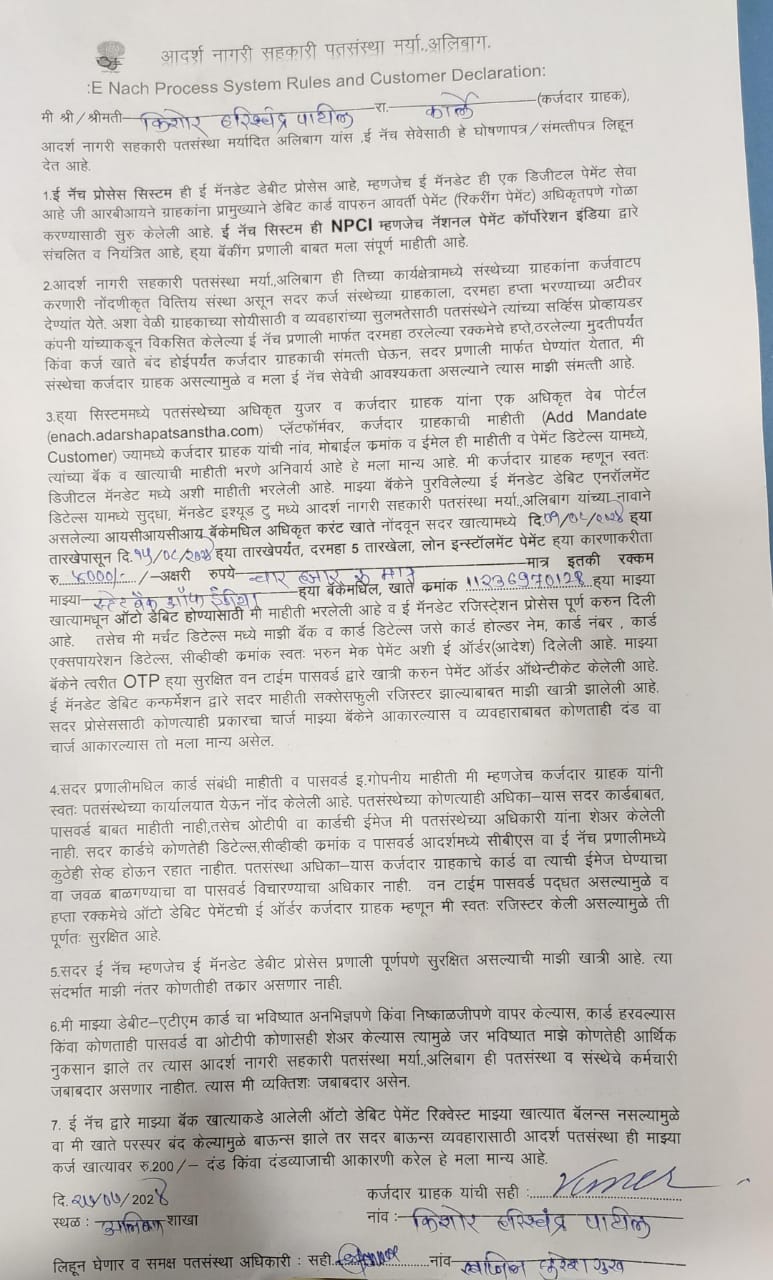 आदर्श नागरी सहकारी पतसंस्था मर्या.,अलिबाग.
:E Nach Process System Rules and Customer Declaration:
मी श्री/श्रीमती किशोर हरिश्चंद्र पाटील रा. कार्ले (कर्जदार ग्राहक),
आदर्श नागरी सहकारी पतसंस्था मर्यादित अलिबाग यांस ,ई नॅच सेवेसाठी हे घोषणापत्र/संमत्तीपत्र लिहून
देत आहे.
1.ई नॅच प्रोसेस सिस्टिम ही ई मॅनडेट डेबीट प्रोसेस आहे, म्हणजेच ई मॅनडेट ही एक डिजीटल पेमेंट सेवा
आहे जी आरबीआयने ग्राहकांना प्रामुख्याने डेबिट कार्ड वापरुन आवर्ती पेमेंट (रिकरींग पेमेंट) अधिकृतपणे गोळा
करण्यासाठी सुरु केलेली आहे. ई नॅच सिस्टिम ही NPCI म्हणजेच नॅशनल पेमेंट कॉर्पोरेशन इंडिया द्वारे
संचलित व नियंत्रित आहे, हया बॅकींग प्रणाली बाबत मला संपूर्ण माहीती आहे.
2.आदर्श नागरी सहकारी पतसंस्था मर्या.,अलिबाग ही तिच्या कार्यक्षेत्रामध्ये संस्थेच्या ग्राहकांना कर्जवाटप
करणारी नोंदणीकृत वित्तिय संस्था असून सदर कर्ज संस्थेच्या ग्राहकाला, दरमहा हप्ता भरण्याच्या अटीवर
देण्यांत येते. अशा वेळी ग्राहकाच्या सोयीसाठी व व्यवहारांच्या सुलभतेसाठी पतसंस्थेने त्यांच्या सर्व्हिस प्रोव्हायडर
कंपनी यांच्याकडून विकसित केलेल्या ई नॅच प्रणाली मार्फत दरमहा ठरलेल्या रक्कमेचे हप्ते,ठरलेल्या मुदतीपर्यंत
किंवा कर्ज खाते बंद होईपर्यंत कर्जदार ग्राहकाची संमत्ती घेऊन, सदर प्रणाली मार्फत घेण्यांत येतात, मी
संस्थेचा कर्जदार ग्राहक असल्यामुळे व मला ई नॅच सेवेची आवश्यकता असल्याने त्यास माझी संमत्ती आहे.
3.हया सिस्टममध्ये पतसंस्थेच्या अधिकृत युजर व कर्जदार ग्राहक यांना एक अधिकृत वेब पोर्टल
(enach.adarshapatsanstha.com) प्लॅटफॉर्मवर, कर्जदार ग्राहकाची माहीती (Add Mandate
Customer) ज्यामध्ये कर्जदार ग्राहक यांची नांव, मोबाईल क्रमांक व ईमेल ही माहीती व पेमेंट डिटेल्स यामध्ये,
त्यांच्या बॅक व खात्याची माहीती भरणे अनिवार्य आहे हे मला मान्य आहे. मी कर्जदार ग्राहक म्हणून स्वतः
डिजीटल मॅनडेट मध्ये अशी माहीती भरलेली आहे. माझ्या बॅकेने पुरविलेल्या ई मॅनडेट डेबिट एनरॉलमेंट
डिटेल्स यामध्ये सुद्धा, मॅनडेट इश्यूड टु मध्ये आदर्श नागरी सहकारी पतसंस्था मर्या.,अलिबाग यांच्या नावाने
असलेल्या आयसीआयसीआय बॅकेमधिल अधिकृत करंट खाते नोंदवून सदर खात्यामध्ये दि.०१/०८/२०२४ हया
तारखेपासून दि.१५/०८/२०२४ हया तारखेपर्यंत, दरमहा 5 तारखेला, लोन इन्स्टॉलमेंट पेमेंट हया कारणाकरीता
रु ४०००/- /-अक्षरी रुपये चार हजार रु मात्र मात्र इतकी रक्कम
माझ्या स्टेट बैंक ऑफ इंडिया हया बॅकेमधिल, खाते क्रमांक 11236970128 हया माझ्या
खात्यामधून ऑटो डेबिट होण्यासाठी मी माहीती भरलेली आहे व ई मॅनडेट रजिस्ट्रेशन प्रोसेस पूर्ण करुन दिली
आहे. तसेच मी मर्चंट डिटेल्स मध्ये माझी बॅक व कार्ड डिटेल्स जसे कार्ड होल्डर नेम, कार्ड नंबर , कार्ड
एक्सपायरेशन डिटेल्स, सीव्हीव्ही क्रमांक स्वतः भरुन मेक पेमेंट अशी ई ऑर्डर(आदेश) दिलेली आहे. माझ्या
बॅकेने त्वरीत OTP हया सुरक्षित वन टाईम पासवर्ड द्वारे खात्री करुन पेमेंट ऑर्डर ऑथेन्टीकेट केलेली आहे.
ई मॅनडेट डेबिट कन्फर्मेशन द्वारे सदर माहीती सक्सेसफुली रजिस्टर झाल्याबाबत माझी खात्री झालेली आहे.
सदर प्रोसेससाठी कोणत्याही प्रकारचा चार्ज माझ्या बॅकेने आकारल्यास व व्यवहाराबाबत कोणताही दंड वा
चार्ज आकारल्यास तो मला मान्य असेल.
4.सदर प्रणालीमधिल कार्ड संबंधी माहीती व पासवर्ड इ.गोपनीय माहीती मी म्हणजेच कर्जदार ग्राहक यांनी
स्वतः पतसंस्थेच्या कार्यालयात येऊन नोंद केलेली आहे. पतसंस्थेच्या कोणत्याही अधिका-यास सदर कार्डबाबत,
पासवर्ड बाबत माहीती नाही,तसेच ओटीपी वा कार्डची ईमेज मी पतसंस्थेच्या अधिकारी यांना शेअर केलेली
नाही. सदर कार्डचे कोणतेही डिटेल्स,सीव्हीव्ही क्रमांक व पासवर्ड आदर्शमध्ये सीबीएस वा ई नॅच प्रणालीमध्ये
कुठेही सेव्ह होऊन रहात नाहीत. पतसंस्था अधिका-यास कर्जदार ग्राहकाचे कार्ड वा त्याची ईमेज घेण्याचा
वा जवळ बाळगण्याचा वा पासवर्ड विचारण्याचा अधिकार नाही. वन टाईम पासवर्ड पद्धत असल्यामुळे व
हप्ता रक्कमेचे ऑटो डेबिट पेमेंटची ई ऑर्डर कर्जदार ग्राहक म्हणून मी स्वतः रजिस्टर केली असल्यामुळे ती
पूर्णतः सुरक्षित आहे.
5.सदर ई नॅच म्हणजेच ई मॅनडेट डेबीट प्रोसेस प्रणाली पूर्णपणे सुरक्षित असल्याची माझी खात्री आहे. त्या
संदर्भात माझी नंतर कोणतीही तक्रार असणार नाही.
6.मी माझ्या डेबीट-एटीएम कार्ड चा भविष्यात अनभिज्ञपणे किंवा निष्काळजीपणे वापर केल्यास, कार्ड हरवल्यास
किंवा कोणताही पासवर्ड वा ओटीपी कोणासही शेअर केल्यास त्यामुळे जर भविष्यात माझे कोणतेही आर्थिक
नुकसान झाले तर त्यास आदर्श नागरी सहकारी पतसंस्था मर्या.,अलिबाग ही पतसंस्था व संस्थेचे कर्मचारी
जबाबदार असणार नाहीत. त्यास मी व्यक्तिशः जबाबदार असेन.
7. ई नॅच द्वारे माझ्या बॅक खात्याकडे आलेली ऑटो डेबिट पेमेंट रिक्वेस्ट माझ्या खात्यात बॅलन्स नसल्यामुळे
वा मी खाते परस्पर बंद केल्यामुळे बाऊन्स झाले तर सदर बाऊन्स व्यवहारासाठी आदर्श पतसंस्था ही माझ्या
कर्ज खात्यावर रु.200/- दंड किंवा दंडव्याजाची आकारणी करेल हे मला मान्य आहे.
दि. /०७/2024 कर्जदार ग्राहक यांची सही :
स्थळ : अलिबाग शाखा नांव : किशोर हरिश्चंद्र पाटील
लिहून घेणार व समक्ष पतसंस्था अधिकारी : सही नांव